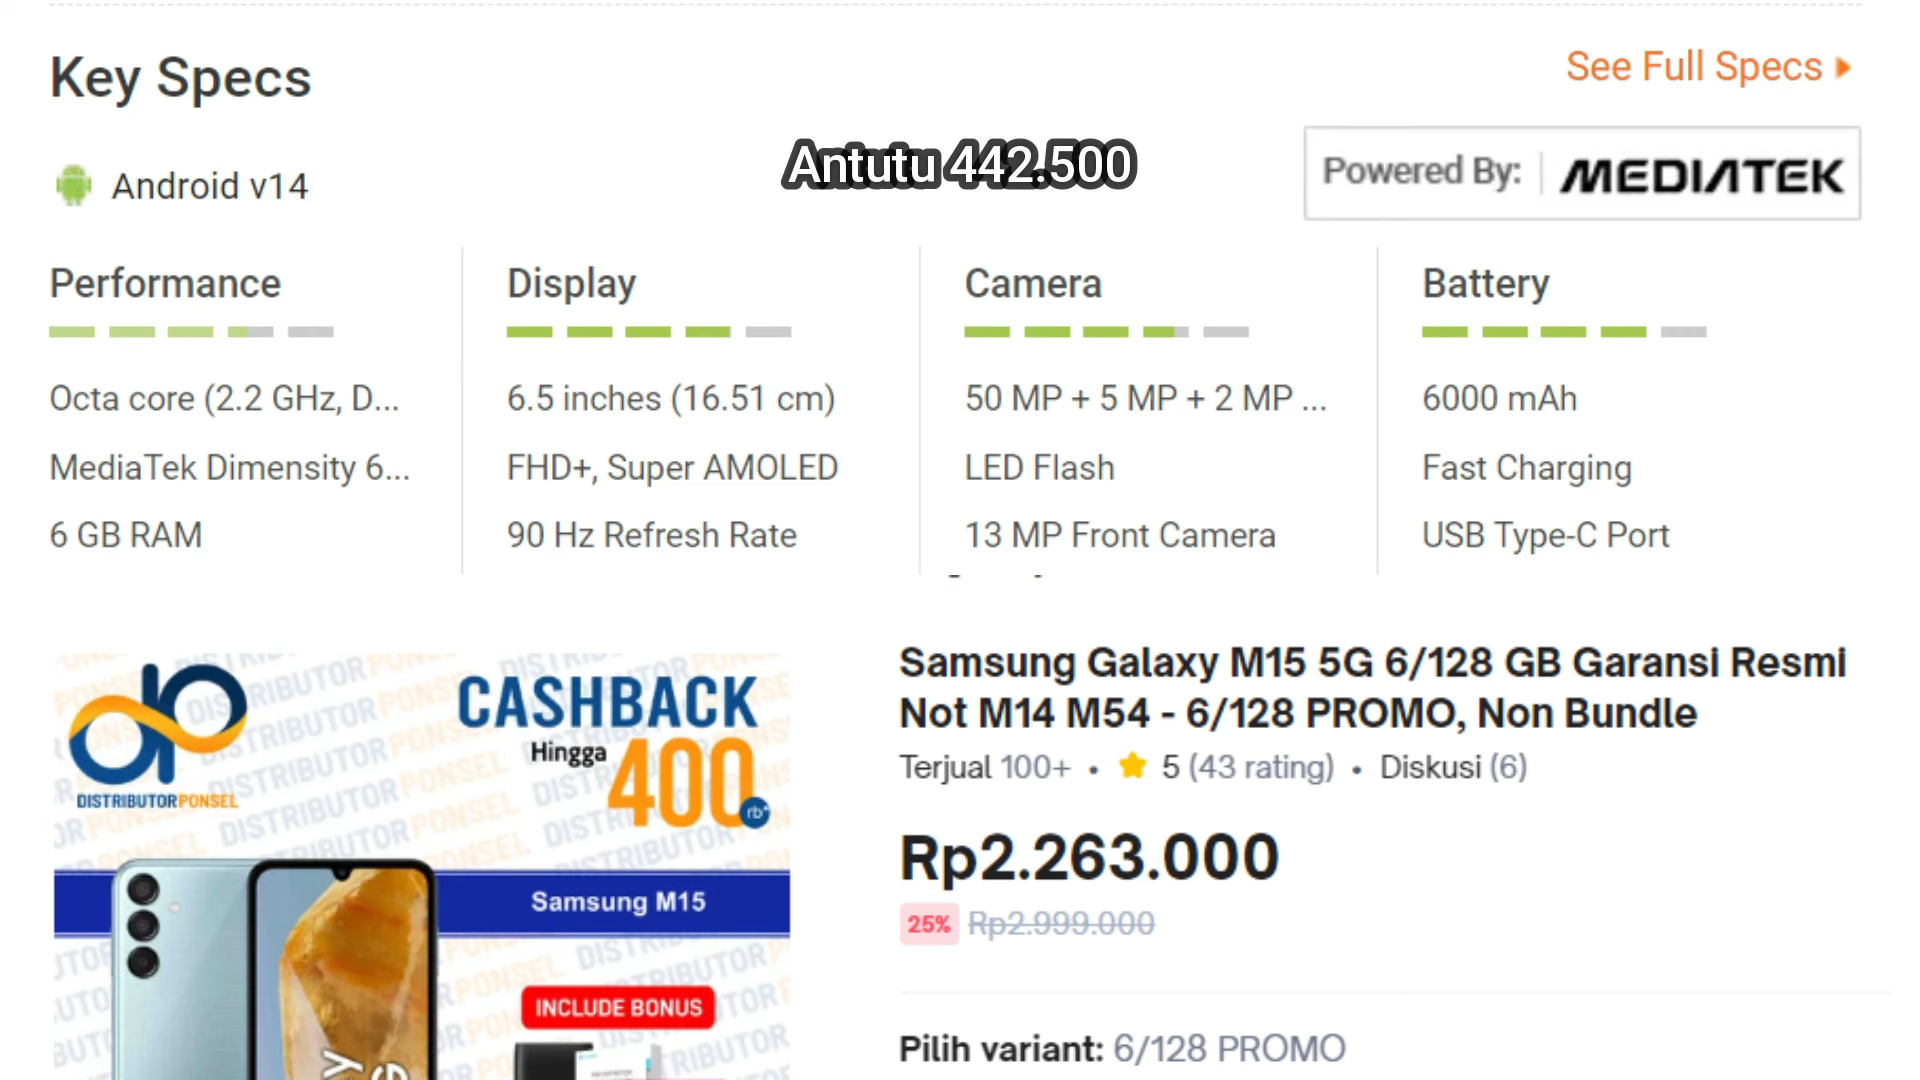 Key Specs
See Full Specs
Android v14
Antutu 442.500
Powered By: MEDIATEK
Performance
Octa core (2.2 GHz, D...
MediaTek Dimensity 6...
6 GB RAM
Display
6.5 inches (16.51 cm)
FHD+, Super AMOLED
90 Hz Refresh Rate
Camera
50 MP + 5 MP + 2 MP ...
LED Flash
13 MP Front Camera
Battery
6000 mAh
Fast Charging
USB Type-C Port
DISTRIBUTORPONSEL
CASHBACK
Hingga
400
rb*
Samsung M15
INCLUDE BONUS
Samsung Galaxy M15 5G 6/128 GB Garansi Resmi
Not M14 M54 - 6/128 PROMO, Non Bundle
Terjual 100+ • 5 (43 rating) • Diskusi (6)
Rp2.263.000
25% Rp2.999.000
Pilih variant: 6/128 PROMO